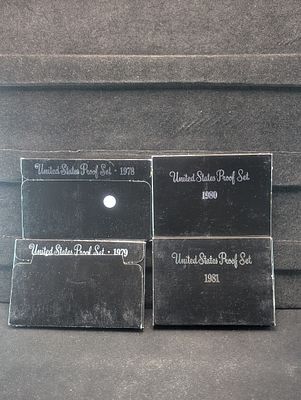 United States Proof Set • 1978
United States Proof Set
1980
United States Proof Set • 1979
United States Proof Set
1981